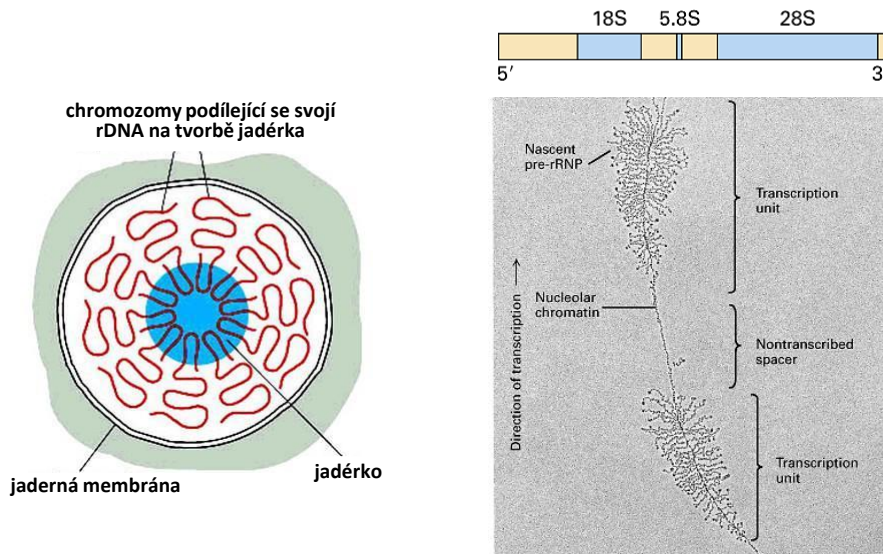 chromozomy podílející se svojí
rDNA na tvorbě jadérka
jaderná membrána
jadérko
18S 5.8S 28S
5′ 3
Nascent
pre-rRNP
Transcription
unit
Direction of transcription →
Nucleolar
chromatin
Nontranscribed
spacer
Transcription
unit